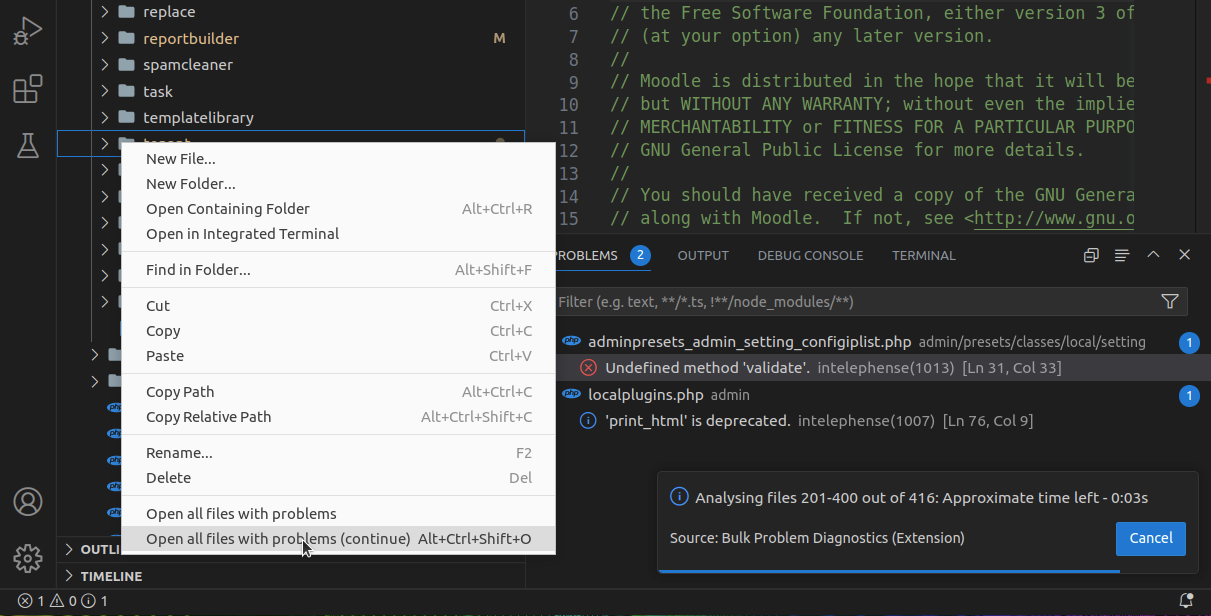 replace
reportbuilder M
spamcleaner
task
templatelibrary
New File...
New Folder...
Open Containing Folder Alt+Ctrl+R
Open in Integrated Terminal
Find in Folder... Alt+Shift+F
Cut Ctrl+X
Copy Ctrl+C
Paste Ctrl+V
Copy Path Alt+Ctrl+C
Copy Relative Path Alt+Ctrl+Shift+C
Rename... F2
Delete Del
Open all files with problems
Open all files with problems (continue) Alt+Ctrl+Shift+O
php
php
php
php
php
OUTLI
TIMELINE
6 // the Free Software Foundation, either version 3 of
7 // (at your option) any later version.
8 //
9 // Moodle is distributed in the hope that it will be
10 // but WITHOUT ANY WARRANTY; without even the implie
11 // MERCHANTABILITY or FITNESS FOR A PARTICULAR PURPO
12 // GNU General Public License for more details.
13 //
14 // You should have received a copy of the GNU Genera
15 // along with Moodle.  If not, see <http://www.gnu.o
PROBLEMS 2 OUTPUT DEBUG CONSOLE TERMINAL
Filter (e.g. text, **/*.ts, !**/node_modules/**)
php adminpresets_admin_setting_configiplist.php admin/presets/classes/local/setting 1
Undefined method 'validate'. intelephense(1013) [Ln 31, Col 33]
php localplugins.php admin 1
'print_html' is deprecated. intelephense(1007) [Ln 76, Col 9]
Analysing files 201-400 out of 416: Approximate time left - 0:03s
Source: Bulk Problem Diagnostics (Extension) Cancel
1 0 1